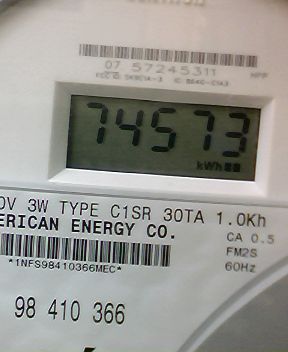 07 57245311
74573
kWh
0V 3W TYPE C1SR 30TA 1.0Kh
ERICAN ENERGY CO.
CA 0.5
FM2S
*1NFS98410366MEC*
60Hz
98 410 366